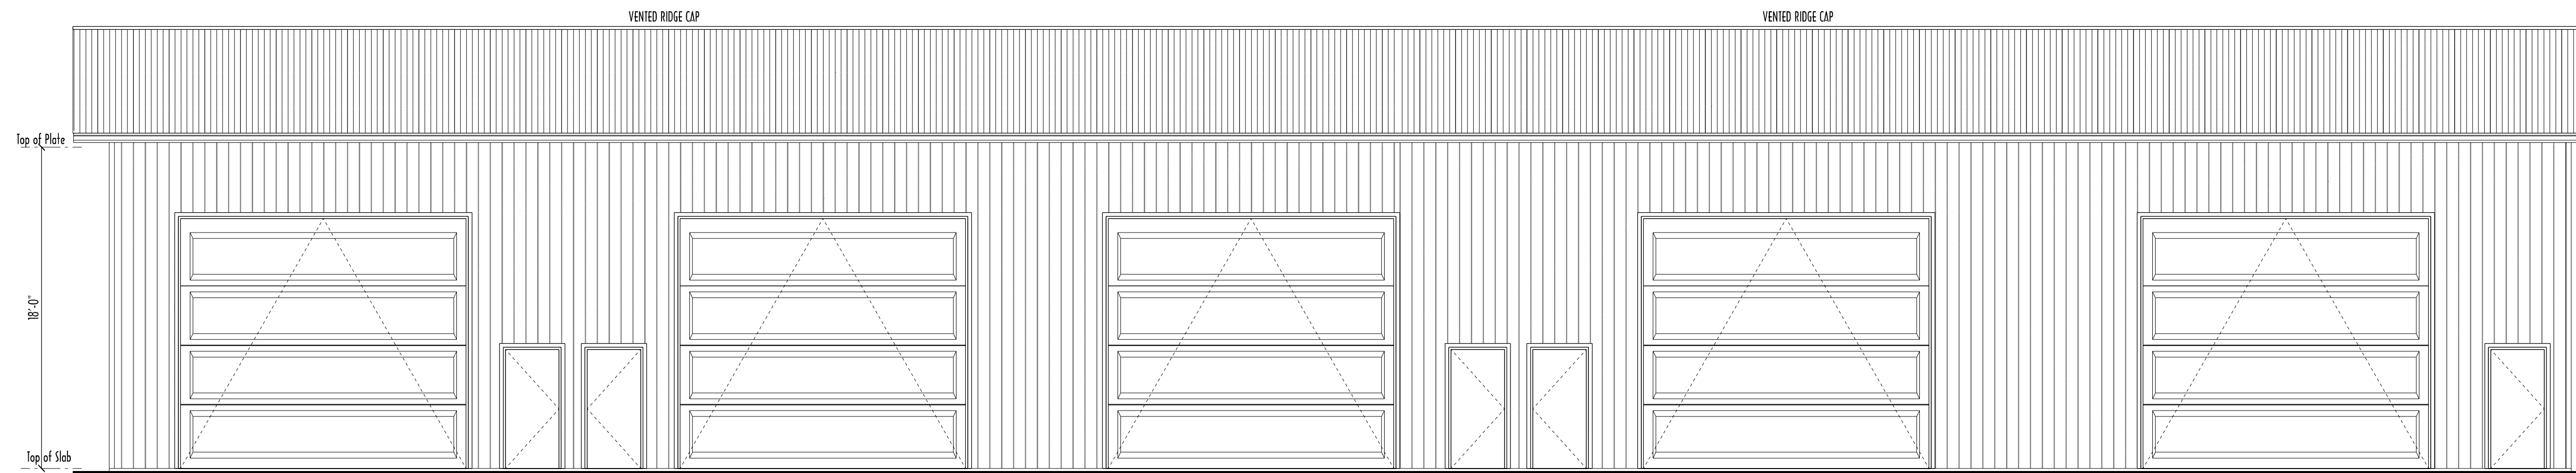 VENTED RIDGE CAP
VENTED RIDGE CAP
Top of Plate
18'-0"
Top of Slab